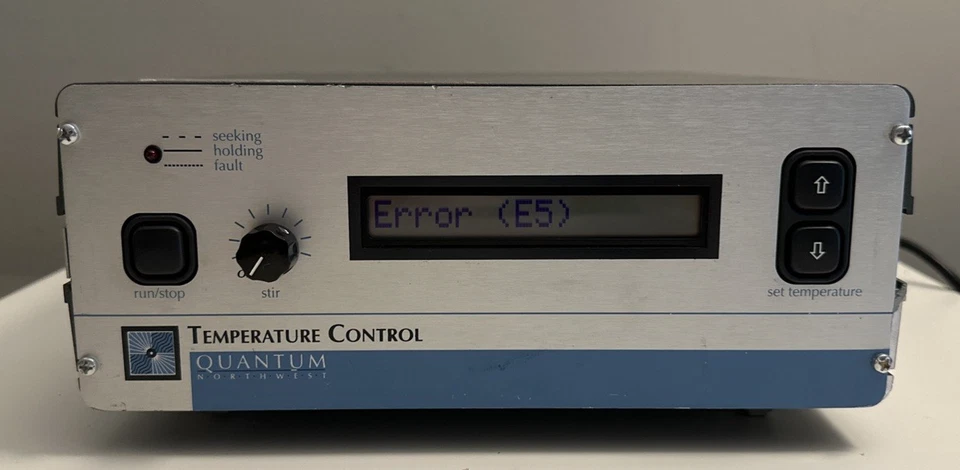 seeking
holding
fault
Error (E5)
run/stop
stir
set temperature
TEMPERATURE CONTROL
QUANTUM
NORTHWEST